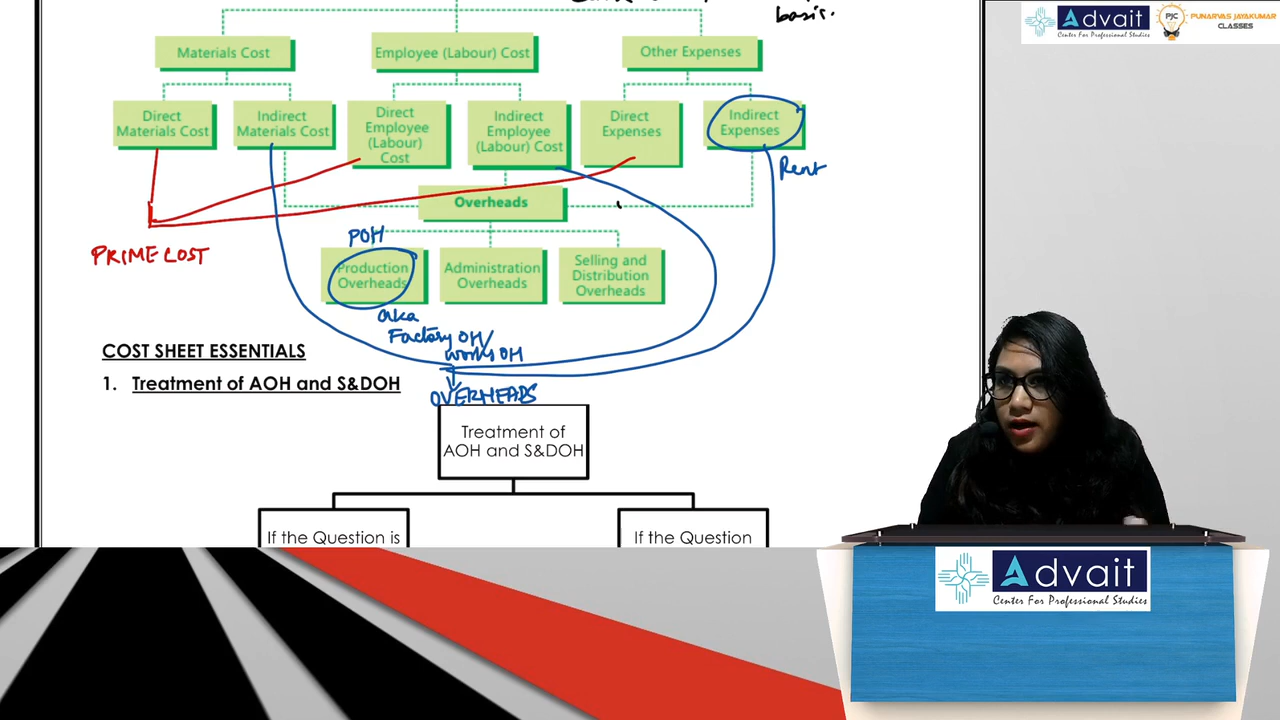 basis.
Advait
Center For Professional Studies
PJC
PUNARVAS JAYAKUMAR
CLASSES
Materials Cost
Employee (Labour) Cost
Other Expenses
Direct
Materials Cost
Indirect
Materials Cost
Direct
Employee
(Labour)
Cost
Indirect
Employee
(Labour) Cost
Direct
Expenses
Indirect
Expenses
Rent
Overheads
PRIME COST
POH
Production
Overheads
Administration
Overheads
Selling and
Distribution
Overheads
aka
Factory OH/
works OH
OVERHEADS
COST SHEET ESSENTIALS
1. Treatment of AOH and S&DOH
Treatment of
AOH and S&DOH
If the Question is
If the Question
Advait
Center For Professional Studies